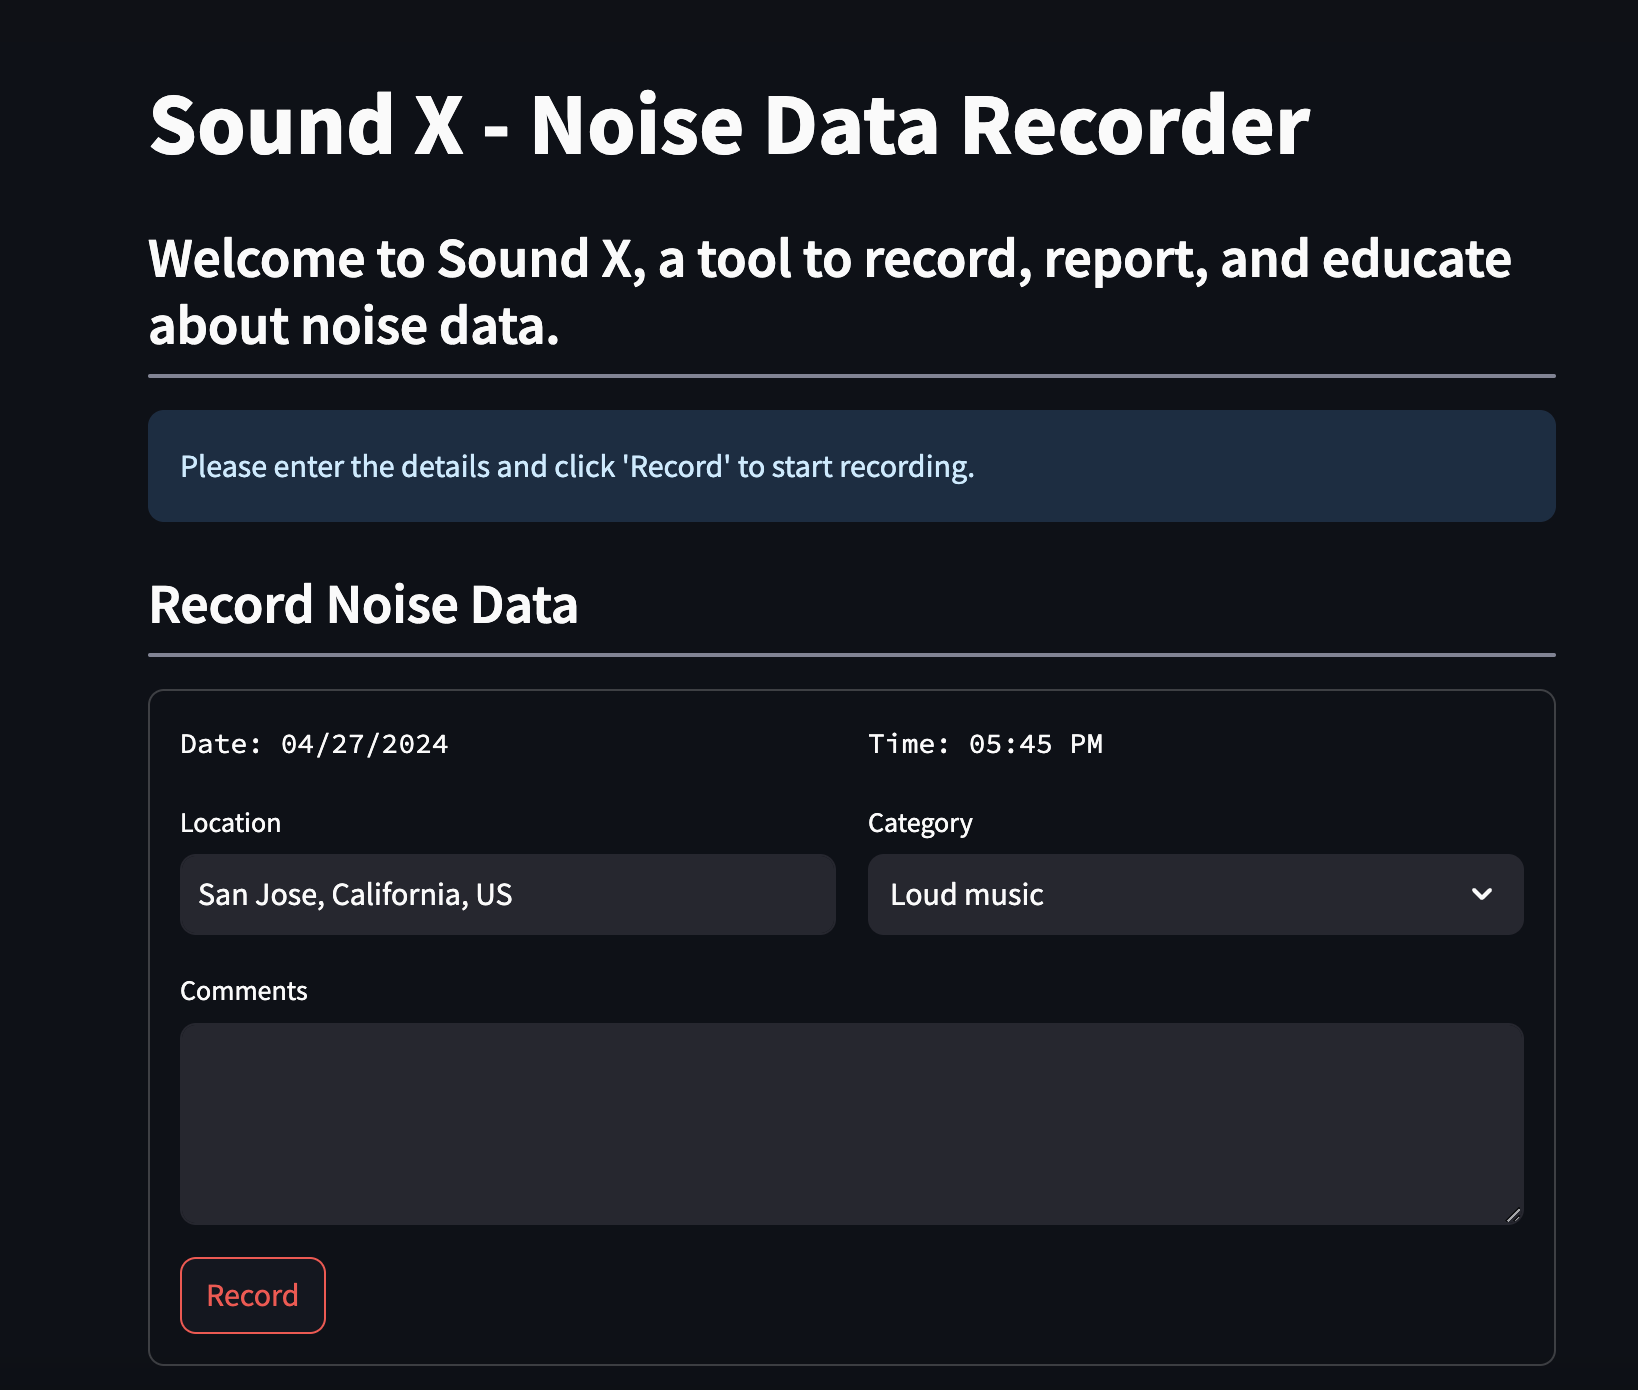 Sound X - Noise Data Recorder
Welcome to Sound X, a tool to record, report, and educate
about noise data.
Please enter the details and click 'Record' to start recording.
Record Noise Data
Date: 04/27/2024
Time: 05:45 PM
Location
Category
San Jose, California, US
Loud music
Comments
Record